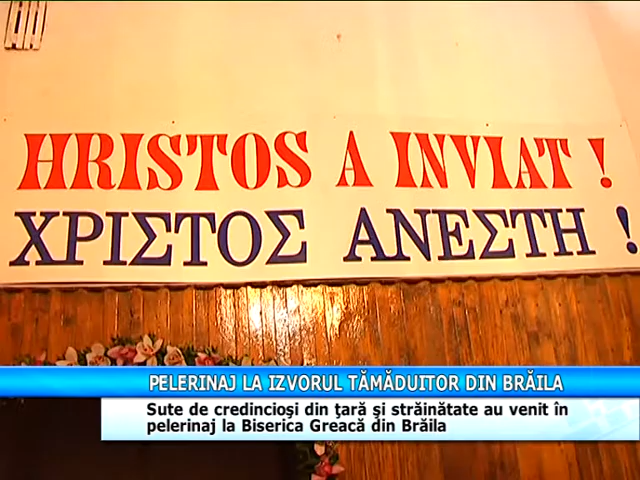 HRISTOS A INVIAT !
ΧΡΙΣΤΟΣ ΑΝΕΣΤΗ !
PELERINAJ LA IZVORUL TĂMĂDUITOR DIN BRĂILA
Sute de credincioşi din ţară şi străinătate au venit în
pelerinaj la Biserica Greacă din Brăila